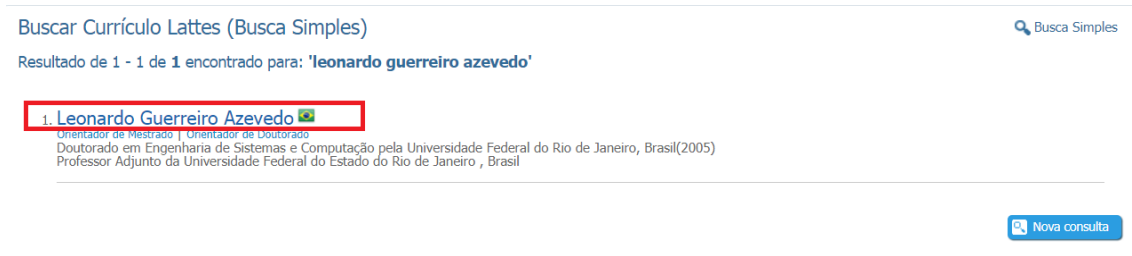 Buscar Currículo Lattes (Busca Simples)
Busca Simples
Resultado de 1 - 1 de 1 encontrado para: 'leonardo guerreiro azevedo'
1. Leonardo Guerreiro Azevedo
Orientador de Mestrado | Orientador de Doutorado
Doutorado em Engenharia de Sistemas e Computação pela Universidade Federal do Rio de Janeiro, Brasil(2005)
Professor Adjunto da Universidade Federal do Estado do Rio de Janeiro , Brasil
Nova consulta